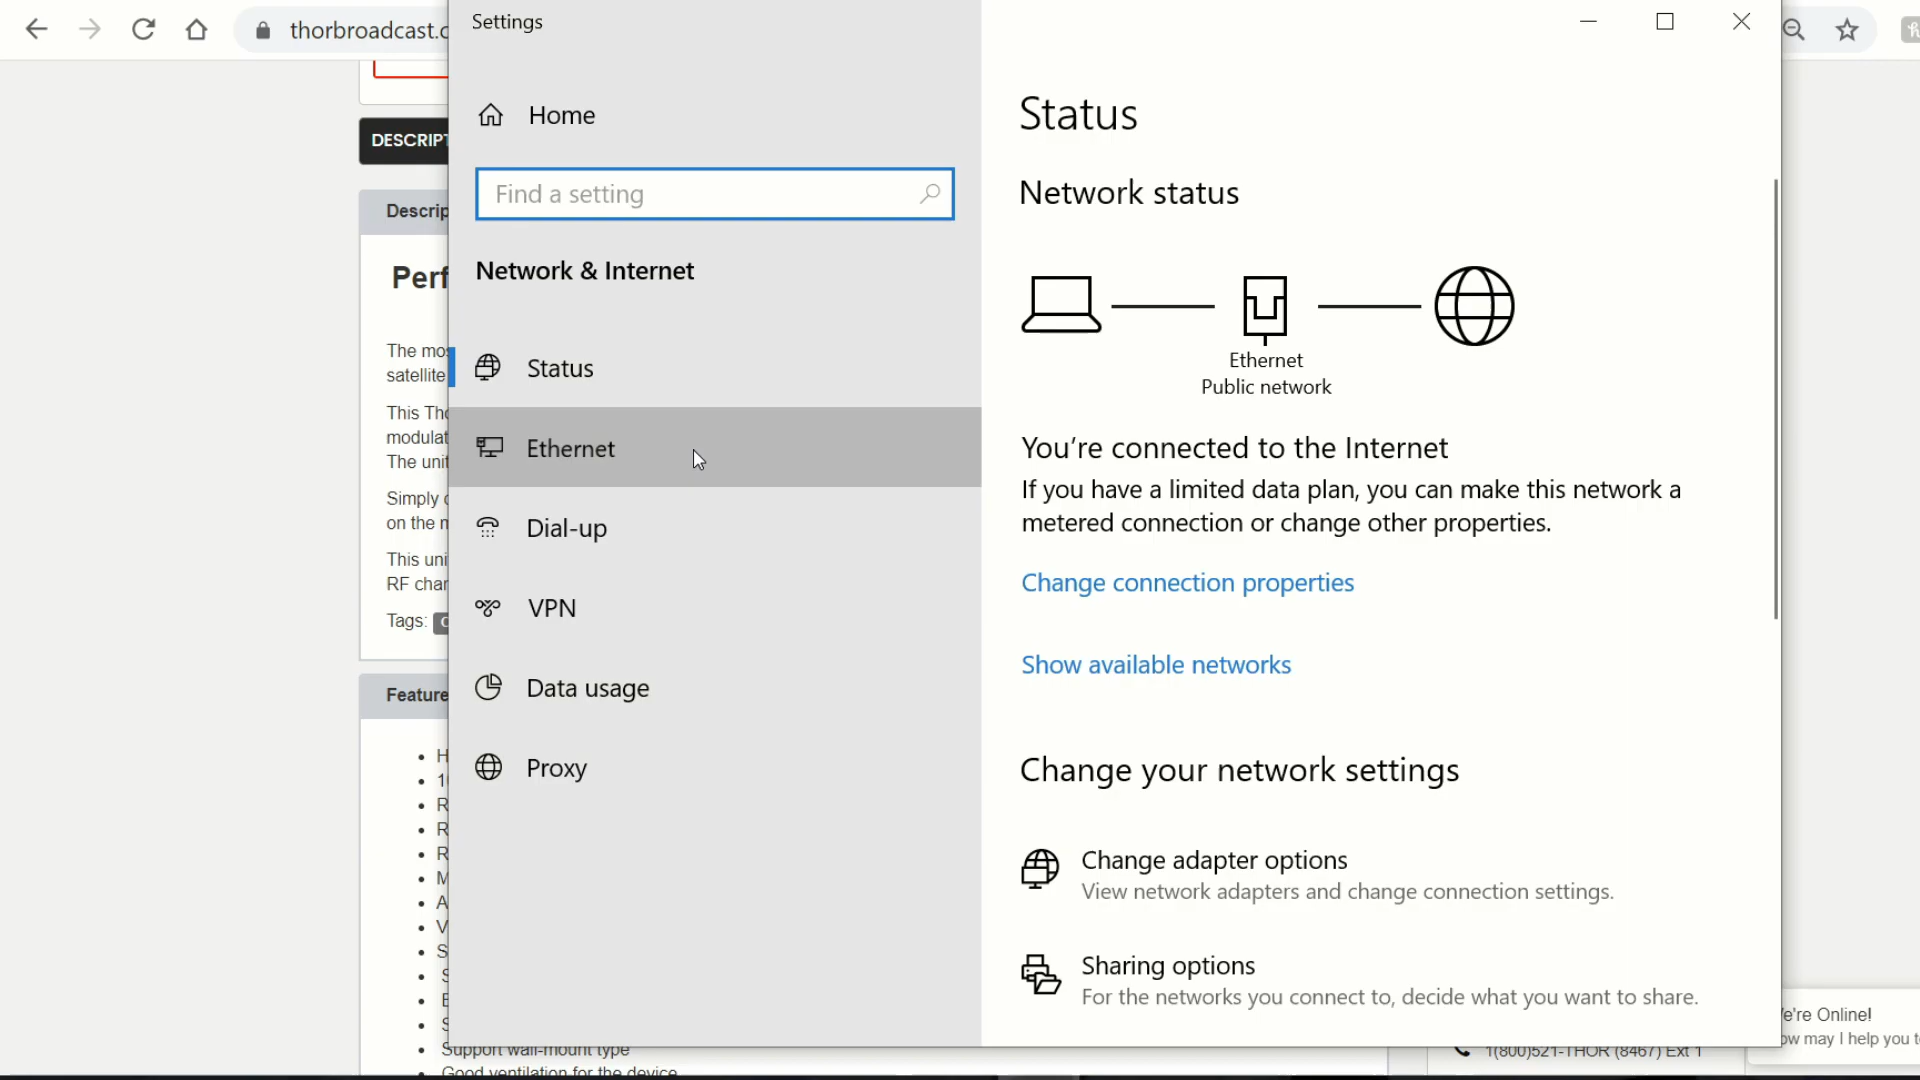 thorbroadcast.c
Settings
Home
Find a setting
Network & Internet
Status
Ethernet
Dial-up
VPN
Data usage
Proxy
Status
Network status
Ethernet
Public network
You're connected to the Internet
If you have a limited data plan, you can make this network a
metered connection or change other properties.
Change connection properties
Show available networks
Change your network settings
Change adapter options
View network adapters and change connection settings.
Sharing options
For the networks you connect to, decide what you want to share.
DESCRIPT
Descrip
Perf
The mos
satellite
This Tho
modulat
The unit
Simply
on the m
This uni
RF char
Tags:
Feature
Support wall-mount type
Good ventilation for the device
1(800)521-THOR (8467) Ext 1
e're Online!
ow may I help you t